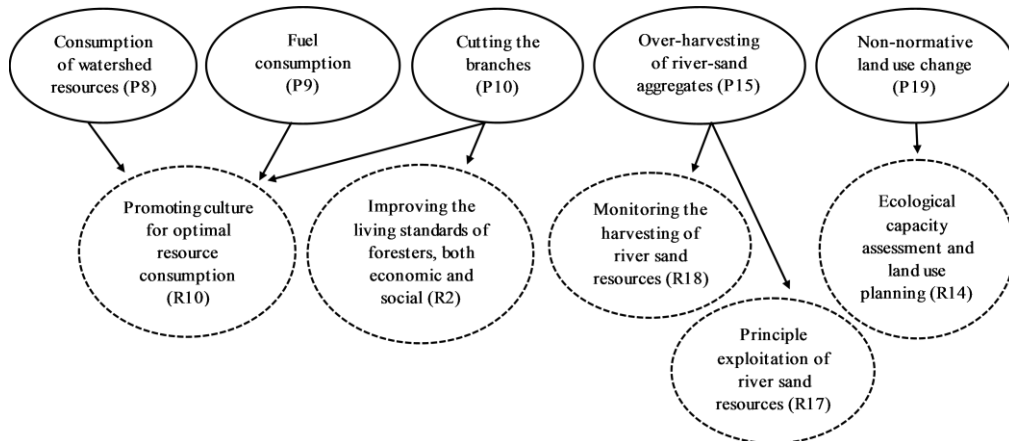 Consumption
of watershed
resources (P8)
Fuel
consumption
(P9)
Cutting the
branches
(P10)
Over-harvesting
of river-sand
aggregates (P15)
Non-normative
land use change
(P19)
Promoting culture
for optimal
resource
consumption
(R10)
Improving the
living standards of
foresters, both
economic and
social (R2)
Monitoring the
harvesting of
river sand
resources (R18)
Principle
exploitation of
river sand
resources (R17)
Ecological
capacity
assessment and
land use
planning (R14)